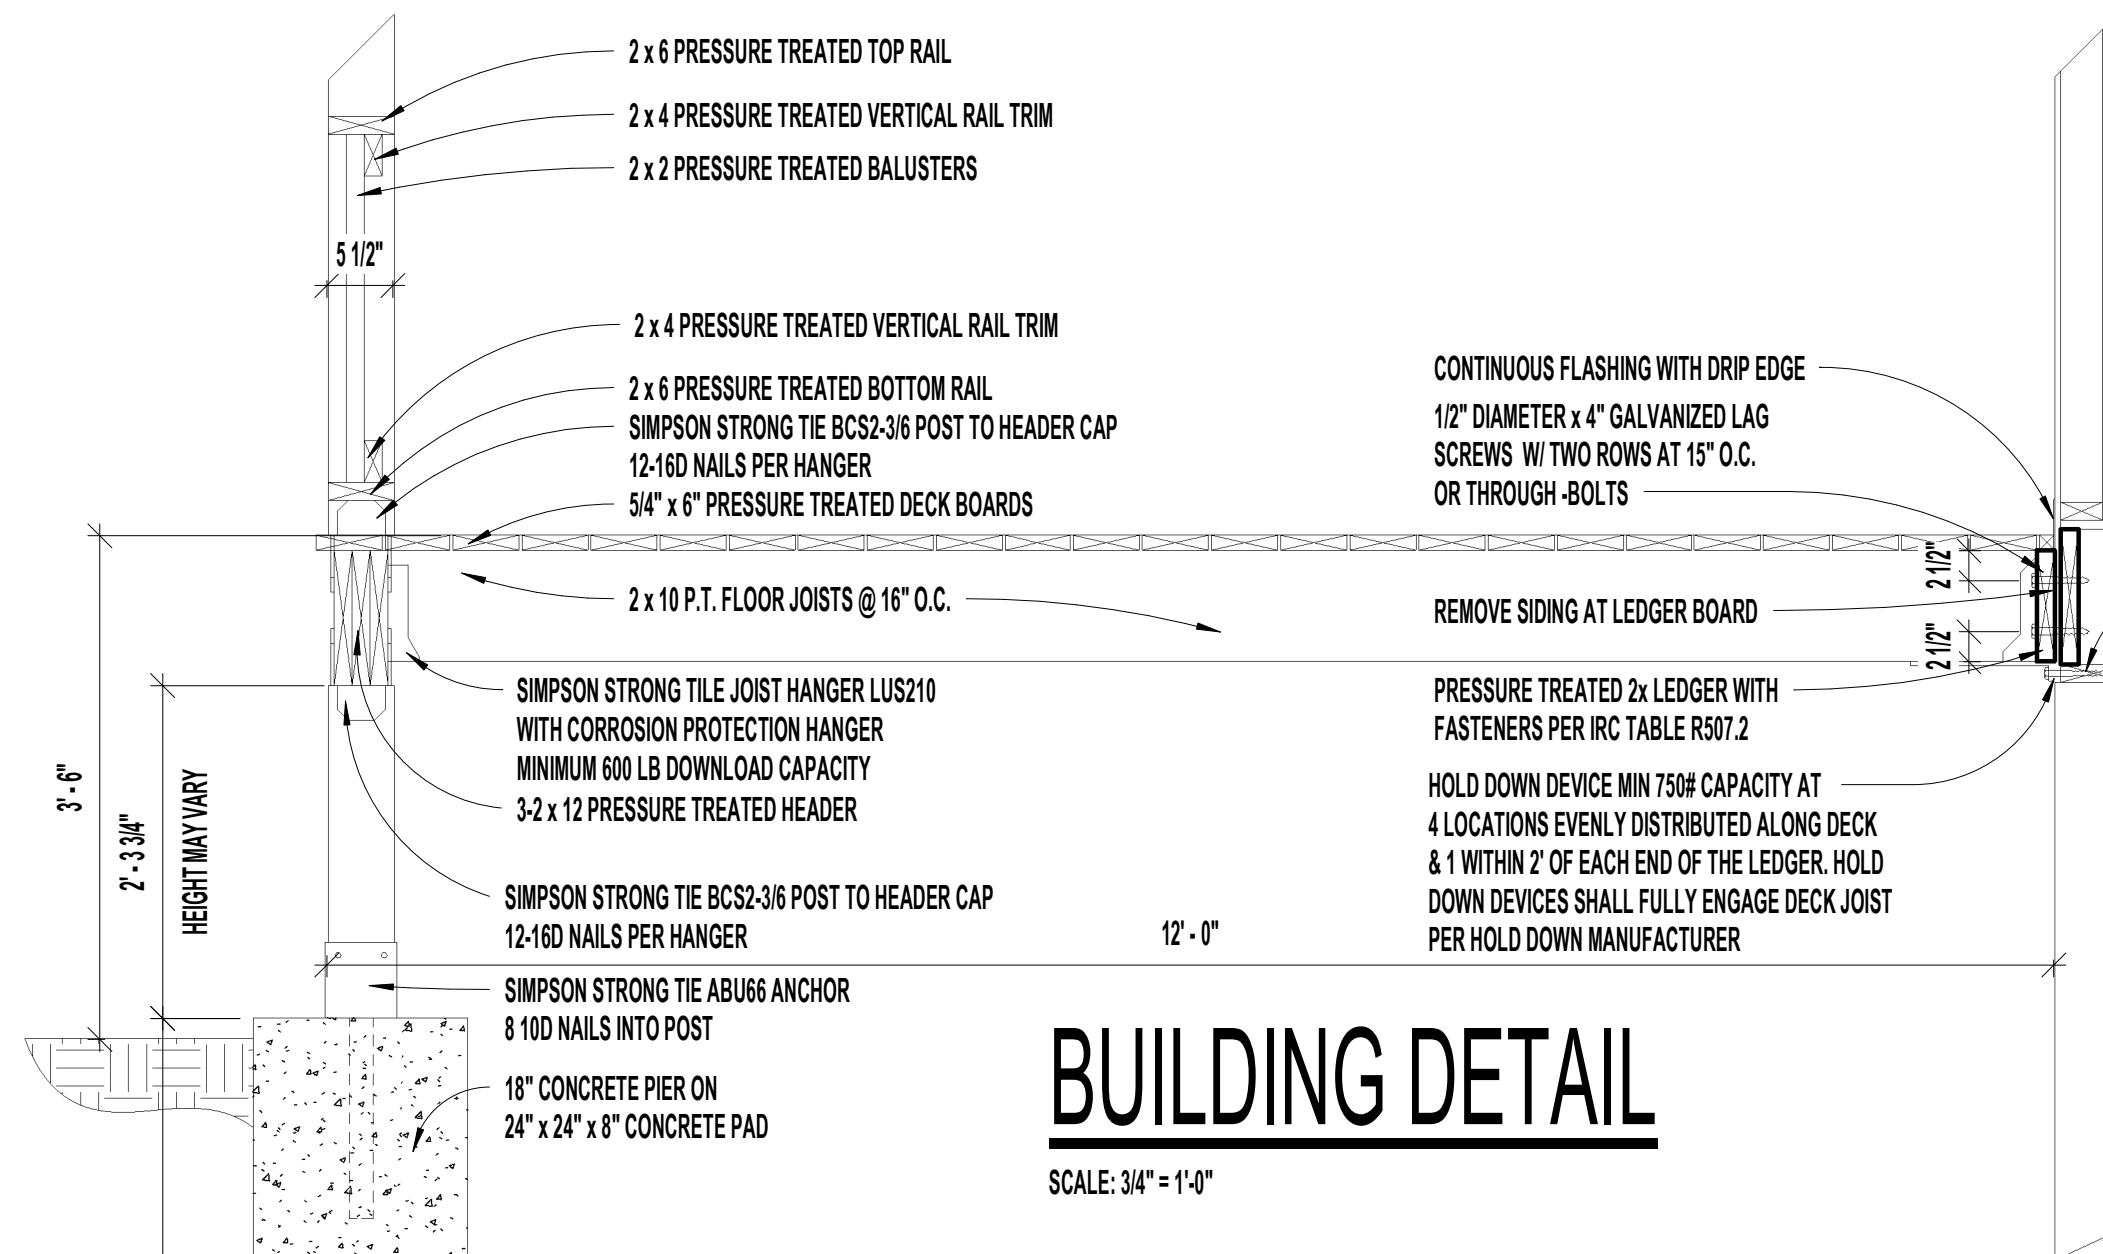 2 x 6 PRESSURE TREATED TOP RAIL
2 x 4 PRESSURE TREATED VERTICAL RAIL TRIM
2 x 2 PRESSURE TREATED BALUSTERS
5 1/2"
2 x 4 PRESSURE TREATED VERTICAL RAIL TRIM
2 x 6 PRESSURE TREATED BOTTOM RAIL
SIMPSON STRONG TIE BCS2-3/6 POST TO HEADER CAP
12-16D NAILS PER HANGER
5/4" x 6" PRESSURE TREATED DECK BOARDS
2 x 10 P.T. FLOOR JOISTS @ 16" O.C.
CONTINUOUS FLASHING WITH DRIP EDGE
1/2" DIAMETER x 4" GALVANIZED LAG
SCREWS W/ TWO ROWS AT 15" O.C.
OR THROUGH -BOLTS
2 1/2"
REMOVE SIDING AT LEDGER BOARD
2 1/2"
PRESSURE TREATED 2x LEDGER WITH
FASTENERS PER IRC TABLE R507.2
HOLD DOWN DEVICE MIN 750# CAPACITY AT
4 LOCATIONS EVENLY DISTRIBUTED ALONG DECK
& 1 WITHIN 2' OF EACH END OF THE LEDGER. HOLD
DOWN DEVICES SHALL FULLY ENGAGE DECK JOIST
PER HOLD DOWN MANUFACTURER
SIMPSON STRONG TILE JOIST HANGER LUS210
WITH CORROSION PROTECTION HANGER
MINIMUM 600 LB DOWNLOAD CAPACITY
3-2 x 12 PRESSURE TREATED HEADER
3' - 6"
2' - 3 3/4"
HEIGHT MAY VARY
SIMPSON STRONG TIE BCS2-3/6 POST TO HEADER CAP
12-16D NAILS PER HANGER
12' - 0"
SIMPSON STRONG TIE ABU66 ANCHOR
8 10D NAILS INTO POST
18" CONCRETE PIER ON
24" x 24" x 8" CONCRETE PAD
BUILDING DETAIL
SCALE: 3/4" = 1'-0"